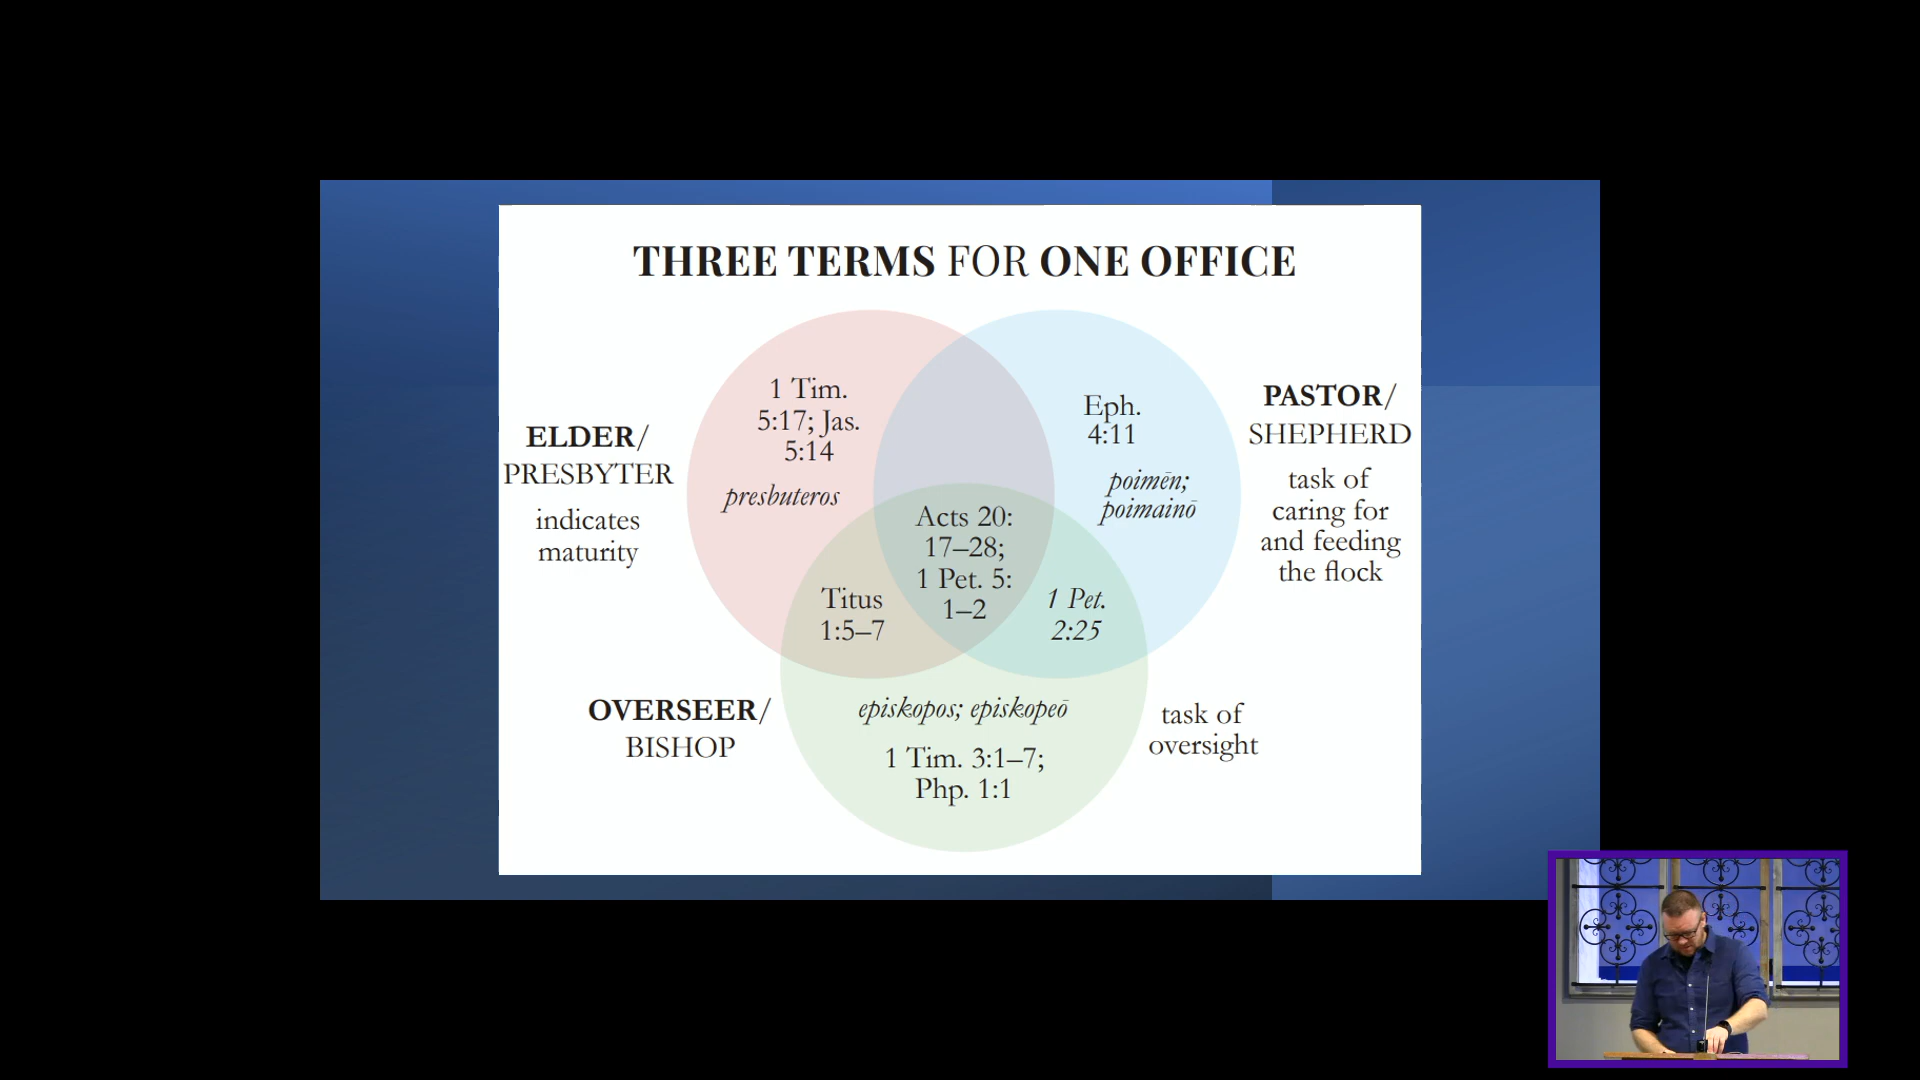 THREE TERMS FOR ONE OFFICE
ELDER/
PRESBYTER
indicates
maturity
1 Tim.
5:17; Jas.
5:14
presbuteros
Eph.
4:11
poimēn;
poimainō
PASTOR/
SHEPHERD
task of
caring for
and feeding
the flock
Acts 20:
17–28;
1 Pet. 5:
1–2
Titus
1:5–7
1 Pet.
2:25
OVERSEER/
BISHOP
episkopos; episkopeō
1 Tim. 3:1–7;
Php. 1:1
task of
oversight